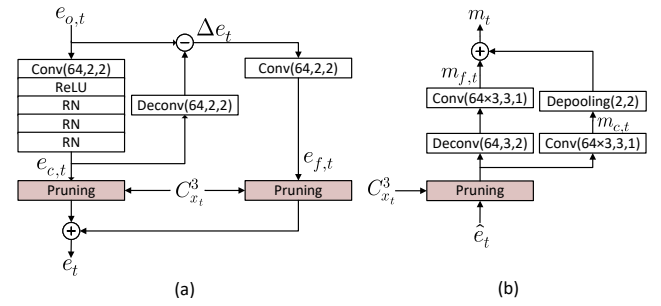 e_{o,t}
Δe_t
Conv(64,2,2)
ReLU
RN
RN
RN
Deconv(64,2,2)
Conv(64,2,2)
e_{c,t}
e_{f,t}
Pruning
C^3_{x_t}
Pruning
e_t
(a)
m_t
m_{f,t}
Conv(64×3,3,1)
Depooling(2,2)
m_{c,t}
Deconv(64,3,2)
Conv(64×3,3,1)
C^3_{x_t}
Pruning
ê_t
(b)